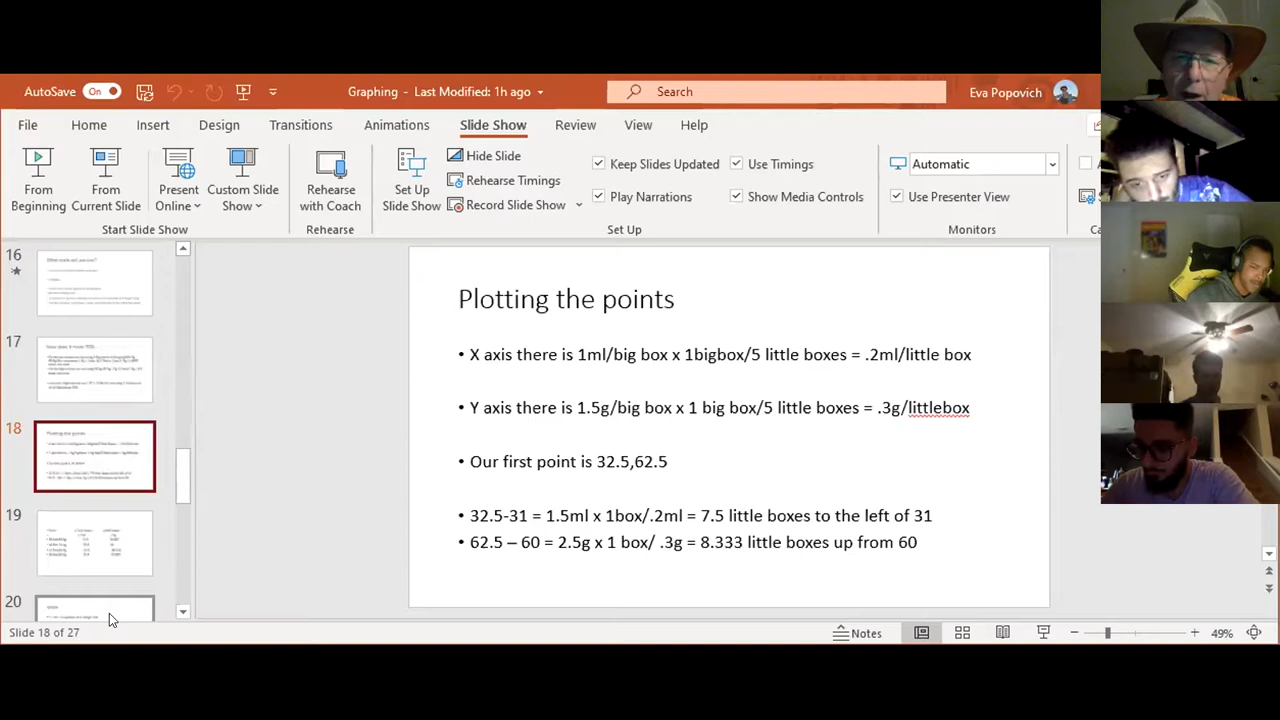 AutoSave On Graphing - Last Modified: 1h ago Search Eva Popovich
File Home Insert Design Transitions Animations Slide Show Review View Help
From Beginning
From Current Slide
Present Online
Custom Slide Show
Start Slide Show
Rehearse with Coach
Rehearse
Set Up Slide Show
Hide Slide
Rehearse Timings
Record Slide Show
Keep Slides Updated
Play Narrations
Use Timings
Show Media Controls
Set Up
Automatic
Use Presenter View
Monitors
16
17
18
19
20
Plotting the points
• X axis there is 1ml/big box x 1bigbox/5 little boxes = .2ml/little box
• Y axis there is 1.5g/big box x 1 big box/5 little boxes = .3g/littlebox
• Our first point is 32.5,62.5
• 32.5-31 = 1.5ml x 1box/.2ml = 7.5 little boxes to the left of 31
• 62.5 – 60 = 2.5g x 1 box/ .3g = 8.333 little boxes up from 60
Slide 18 of 27 Notes 49%